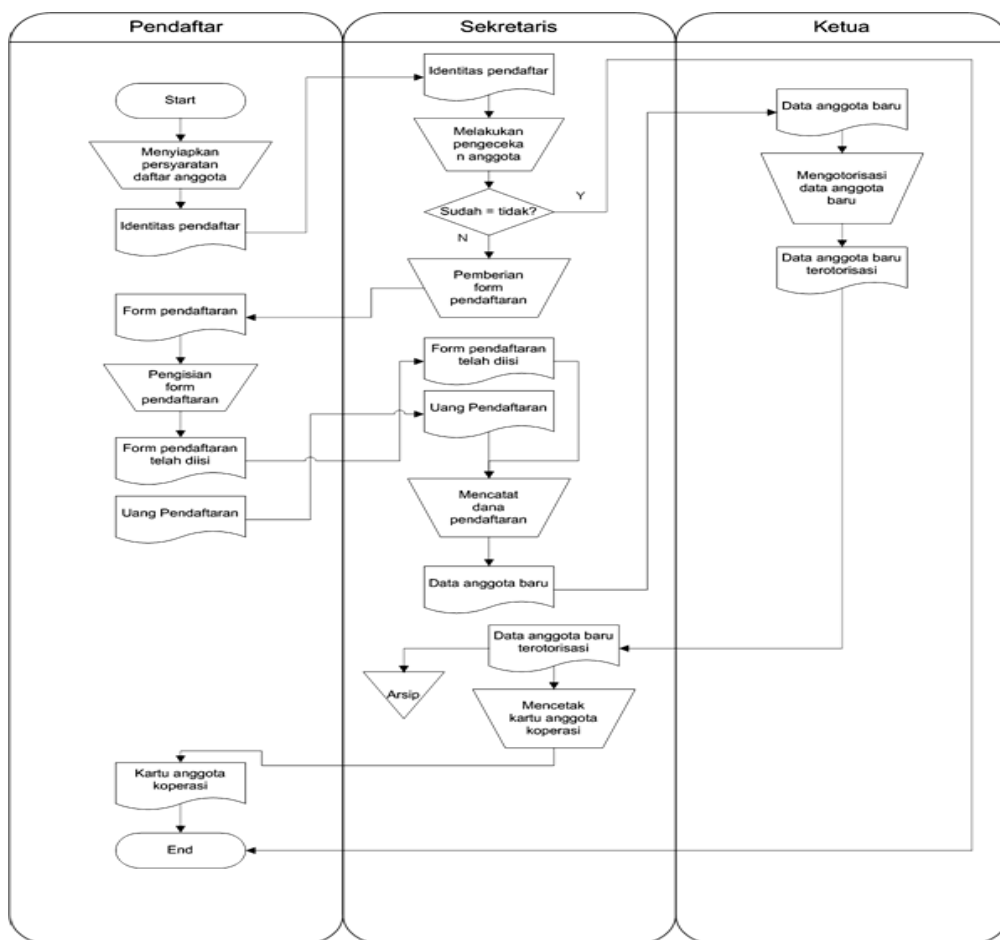 Pendaftar
Sekretaris
Ketua
Start
Menyiapkan
persyaratan
daftar anggota
Identitas pendaftar
Identitas pendaftar
Melakukan
pengeceka
n anggota
Sudah = tidak?
Y
N
Pemberian
form
pendaftaran
Form pendaftaran
Pengisian
form
pendaftaran
Form pendaftaran
telah diisi
Uang Pendaftaran
Form pendaftaran
telah diisi
Uang Pendaftaran
Mencatat
dana
pendaftaran
Data anggota baru
Data anggota baru
Mengotorisasi
data anggota
baru
Data anggota baru
terotorisasi
Data anggota baru
terotorisasi
Arsip
Mencetak
kartu anggota
koperasi
Kartu anggota
koperasi
End